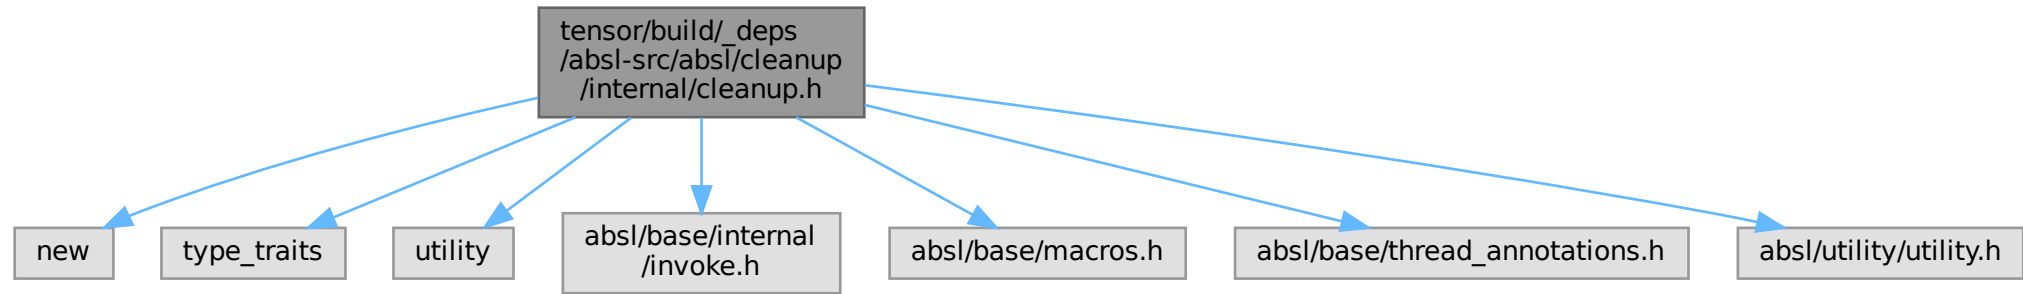 tensor/build/_deps
/absl-src/absl/cleanup
/internal/cleanup.h
new
type_traits
utility
absl/base/internal
/invoke.h
absl/base/macros.h
absl/base/thread_annotations.h
absl/utility/utility.h